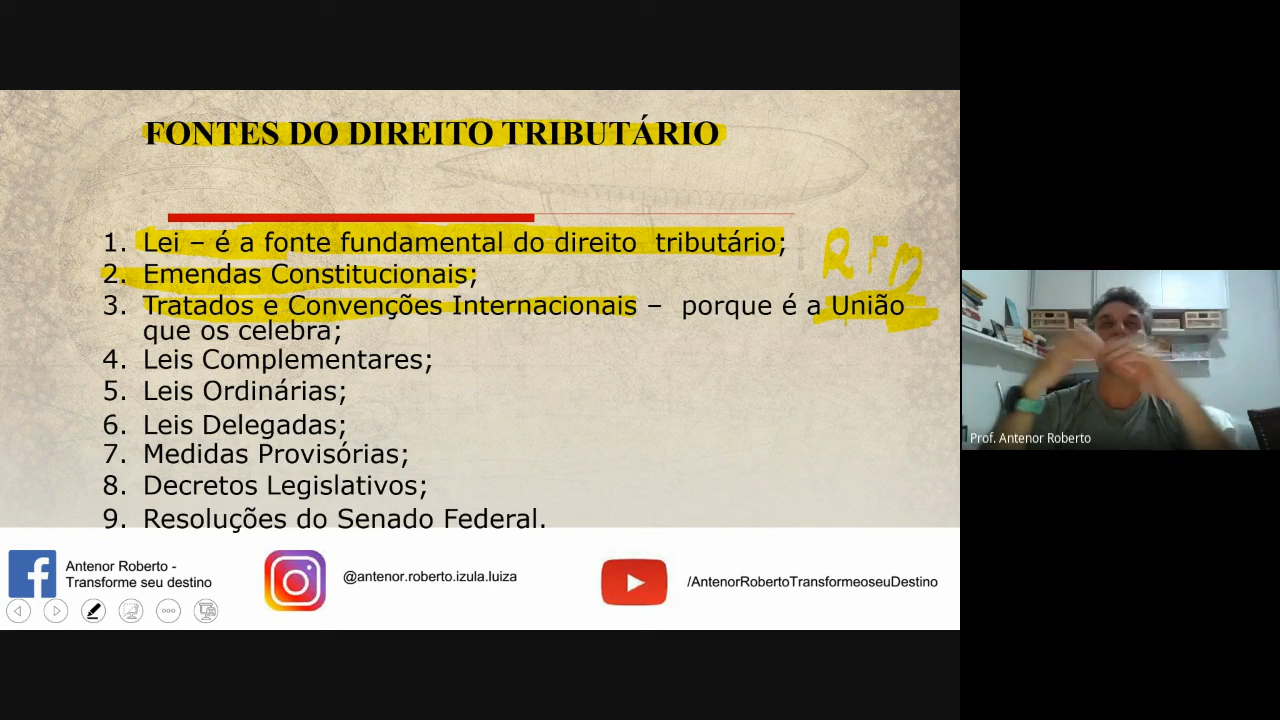 FONTES DO DIREITO TRIBUTÁRIO
1. Lei – é a fonte fundamental do direito tributário;
RFB
2. Emendas Constitucionais;
3. Tratados e Convenções Internacionais – porque é a União
que os celebra;
4. Leis Complementares;
5. Leis Ordinárias;
6. Leis Delegadas;
7. Medidas Provisórias;
8. Decretos Legislativos;
9. Resoluções do Senado Federal.
Antenor Roberto -
Transforme seu destino
@antenor.roberto.izula.luiza
/AntenorRobertoTransformeoseuDestino
Prof. Antenor Roberto